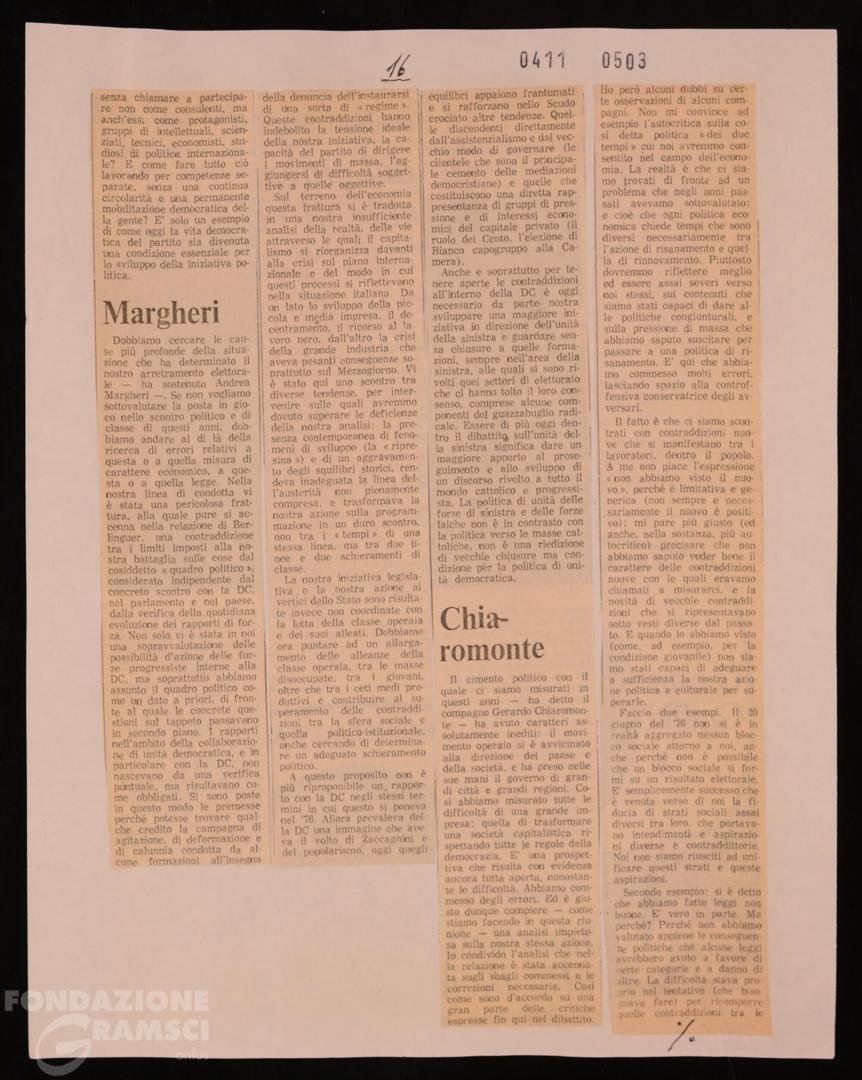 16
0411 0503
senza chiamare a partecipa-
re non come consulenti, ma
anch'essi come protagonisti,
gruppi di intellettuali, scien-
ziati, tecnici, economisti, stu-
diosi di politica internaziona-
le? E come fare tutto ciò
lavorando per competenze se-
parate, senza una continua
circolarità e una permanente
mobilitazione democratica del-
la gente? E' solo un esempio
di come oggi la vita democra-
tica del partito sia divenuta
una condizione essenziale per
lo sviluppo della iniziativa po-
litica.
Margheri
Dobbiamo cercare le cau-
se più profonde della situa-
zione che ha determinato il
nostro arretramento elettora-
le — ha sostenuto Andrea
Margheri —. Se non vogliamo
sottovalutare la posta in gio-
co nello scontro politico e di
classe di questi anni, dob-
biamo andare al di là della
ricerca di errori relativi a
questa o a quella misura di
carattere economico, a que-
sta o a quella legge. Nella
nostra linea di condotta vi
è stata una pericolosa frat-
tura, alla quale pure si ac-
cenna nella relazione di Ber-
linguer, una contraddizione
tra i limiti imposti alla no-
stra battaglia sulle cose dal
cosiddetto « quadro politico »,
considerato indipendente dal
concreto scontro con la DC,
nel parlamento e nel paese,
dalla verifica della quotidiana
evoluzione dei rapporti di for-
za. Non solo vi è stata in noi
una sopravvalutazione delle
possibilità d'azione delle for-
ze progressiste interne alla
DC, ma soprattutto abbiamo
assunto il quadro politico co-
me un dato a priori, di fron-
te al quale le concrete que-
stioni sul tappeto passavano
in secondo piano. I rapporti
nell'ambito della collaborazio-
ne di unità democratica, e in
particolare con la DC, non
nascevano da una verifica
puntuale, ma risultavano co-
me obbligati. Si sono poste
in questo modo le premesse
perché potesse trovare qual-
che credito la campagna di
agitazione, di deformazione e
di calunnia condotta da al-
cune formazioni all'insegna
della denuncia dell'instaurarsi
di una sorta di « regime ».
Queste contraddizioni hanno
indebolito la tensione ideale
della nostra iniziativa, la ca-
pacità del partito di dirigere
i movimenti di massa, l'ag-
giungersi di difficoltà sogget-
tive a quelle oggettive.
Sul terreno dell'economia
questa frattura si è tradotta
in una nostra insufficiente
analisi della realtà, delle vie
attraverso le quali il capita-
lismo si riorganizza davanti
alla crisi sul piano interna-
zionale e del modo in cui
questi processi si riflettevano
nella situazione italiana. Da
un lato lo sviluppo della pic-
cola e media impresa, il de-
centramento, il ricorso al la-
voro nero, dall'altro la crisi
della grande industria che
aveva pesanti conseguenze so-
prattutto sul Mezzogiorno. Vi
è stato qui uno scontro tra
diverse tendenze, per inter-
venire sulle quali avremmo
dovuto superare le deficienze
della nostra analisi: la pre-
senza contemporanea di feno-
meni di sviluppo (la « ripre-
sina ») e di un aggravamen-
to degli squilibri storici, ren-
deva inadeguata la linea del-
l'austerità non pienamente
compresa, e trasformava la
nostra azione sulla program-
mazione in un duro scontro,
non tra i « tempi » di una
stessa linea, ma tra due li-
nee e due schieramenti di
classe.
La nostra iniziativa legisla-
tiva e la nostra azione ai
vertici dello Stato sono risulta-
te invece non coordinate con
la lotta della classe operaia
e dei suoi alleati. Dobbiamo
ora puntare ad un allarga-
mento delle alleanze della
classe operaia, tra le masse
disoccupate, tra i giovani,
oltre che tra i ceti medi pro-
duttivi e contribuire al su-
peramento delle contraddi-
zioni tra la sfera sociale e
quella politico-istituzionale,
anche cercando di determina-
re un adeguato schieramento
politico.
A questo proposito non è
più riproponibile un rappor-
to con la DC negli stessi ter-
mini in cui questo si poneva
nel '76. Allora prevaleva del-
la DC una immagine che ave-
va il volto di Zaccagnini e
del popolarismo, oggi quegli
equilibri appaiono frantumati
e si rafforzano nello Scudo
crociato altre tendenze. Quel-
le discendenti direttamente
dall'assistenzialismo e dal vec-
chio modo di governare (le
clientele che sono il principa-
le cemento delle mediazioni
democristiane) e quelle che
costituiscono una diretta rap-
presentanza di gruppi di pres-
sione e di interessi econo-
mici del capitale privato (il
ruolo dei Cento, l'elezione di
Bianco capogruppo alla Ca-
mera).
Anche e soprattutto per te-
nere aperte le contraddizioni
all'interno della DC è oggi
necessario da parte nostra
sviluppare una maggiore ini-
ziativa in direzione dell'unità
della sinistra e guardare sen-
za chiusure a quelle forma-
zioni, sempre nell'area della
sinistra, alle quali si sono ri-
volti quei settori di elettorato
che ci hanno tolto il loro con-
senso, comprese alcune com-
ponenti del guazzabuglio radi-
cale. Essere di più oggi den-
tro il dibattito sull'unità del-
la sinistra significa dare un
maggiore apporto al prose-
guimento e allo sviluppo di
un discorso rivolto a tutto il
mondo cattolico e progressi-
sta. La politica di unità delle
forze di sinistra e delle forze
laiche non è in contrasto con
la politica verso le masse cat-
toliche, non è una riedizione
di vecchie chiusure ma con-
dizione per la politica di uni-
tà democratica.
Chia-
romonte
Il cimento politico con il
quale ci siamo misurati in
questi anni — ha detto il
compagno Gerardo Chiaromon-
te — ha avuto caratteri as-
solutamente inediti: il movi-
mento operaio si è avvicinato
alla direzione del paese e
della società, e ha preso nelle
sue mani il governo di gran-
di città e grandi regioni. Co-
sì abbiamo misurato tutte le
difficoltà di una grande im-
presa: quella di trasformare
una società capitalistica ri-
spettando tutte le regole della
democrazia. E' una prospet-
tiva che risulta con evidenza
ancora tutta aperta, nonostan-
te le difficoltà. Abbiamo com-
messo degli errori. Ed è giu-
sto dunque compiere — come
stiamo facendo in questa riu-
nione — una analisi impieto-
sa sulla nostra stessa azione.
Io condivido l'analisi che nel-
la relazione è stata accenna-
ta sugli sbagli commessi e le
correzioni necessarie. Così
come sono d'accordo su una
gran parte delle critiche
espresse fin qui nel dibattito.
Ho però alcuni dubbi su cer-
te osservazioni di alcuni com-
pagni. Non mi convince ad
esempio l'autocritica sulla co-
sì detta politica « dei due
tempi » cui noi avremmo con-
sentito nel campo dell'econo-
mia. La realtà è che ci sia-
mo trovati di fronte ad un
problema che negli anni pas-
sati avevamo sottovalutato:
e cioè che ogni politica eco-
nomica chiede tempi che sono
diversi necessariamente tra
l'azione di risanamento e quel-
la di rinnovamento. Piuttosto
dovremmo riflettere meglio
ed essere assai severi verso
noi stessi, sui contenuti che
siamo stati capaci di dare al-
le politiche congiunturali, e
sulla pressione di massa che
abbiamo saputo suscitare per
passare a una politica di ri-
sanamento. E' qui che abbia-
mo commesso molti errori,
lasciando spazio alla controf-
fensiva conservatrice degli av-
versari.
Il fatto è che ci siamo scon-
trati con contraddizioni nuo-
ve che si manifestano tra i
lavoratori, dentro il popolo.
A me non piace l'espressione
« non abbiamo visto il nuo-
vo », perché è limitativa e ge-
nerica (non sempre e neces-
sariamente il nuovo è positi-
vo); mi pare più giusto (ed
anche, nella sostanza, più au-
tocritico) precisare che non
abbiamo saputo veder bene il
carattere delle contraddizioni
nuove con le quali eravamo
chiamati a misurarci, e la
novità di vecchie contraddi-
zioni che si ripresentavano
sotto vesti diverse dal passa-
to. E quando lo abbiamo visto
(come, ad esempio, per la
condizione giovanile) non sia-
mo stati capaci di adeguare
a sufficienza la nostra azio-
ne politica e culturale per su-
perarle.
Faccio due esempi. Il 20
giugno del '76 non si è in
realtà aggregato nessun bloc-
co sociale attorno a noi, an-
che perché non è possibile
che un blocco sociale si for-
mi su un risultato elettorale.
E' semplicemente successo che
è venuta verso di noi la fi-
ducia di strati sociali assai
diversi tra loro, che portava-
no intendimenti e aspirazio-
ni diverse e contraddittorie.
Noi non siamo riusciti ad uni-
ficare questi strati e queste
aspirazioni.
Secondo esempio: si è detto
che abbiamo fatto leggi non
buone. E' vero in parte. Ma
perché? Perché non abbiamo
valutato appieno le conseguen-
ze politiche che alcune leggi
avrebbero avuto a favore di
certe categorie e a danno di
altre. La difficoltà stava pro-
prio nel tentativo (che biso-
gnava fare) per ricomporre
quelle contraddizioni tra le
%
FONDAZIONE
GRAMSCI
onlus